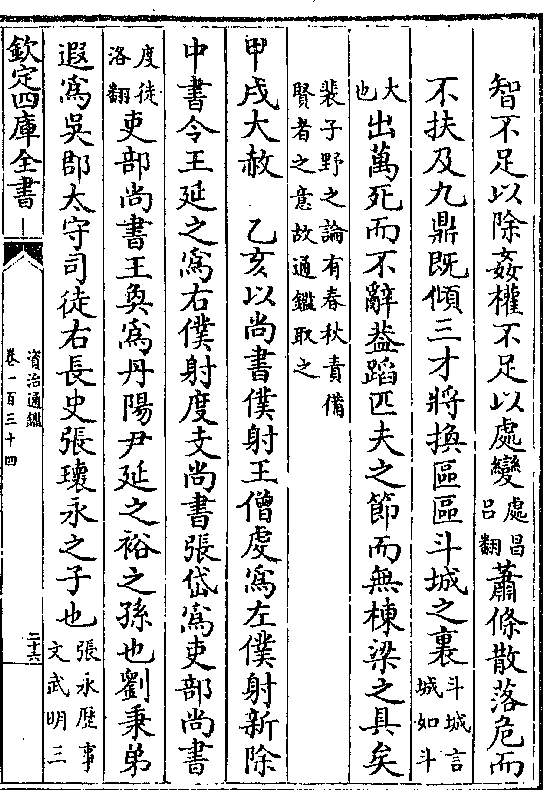 智不足以除姦權不足以處變處昌呂翻蕭條散落危而
不扶及九鼎既傾三才將換區區斗城之裏斗城言城如斗
大也出萬死而不辭蓋蹈匹夫之節而無棟梁之具矣
裴子野之論有春秋責備賢者之意故通鑑取之
甲戌大赦 乙亥以尚書僕射王僧虔爲左僕射新除
中書令王延之爲右僕射度支尚書張岱爲吏部尚書
度徒洛翻吏部尚書王奐爲丹陽尹延之裕之孫也劉秉弟
遐爲吳郡太守司徒右長史張瓌永之子也張永歷事文武明三
欽定四庫全書
資治通鑑
卷一百三十四
二十六